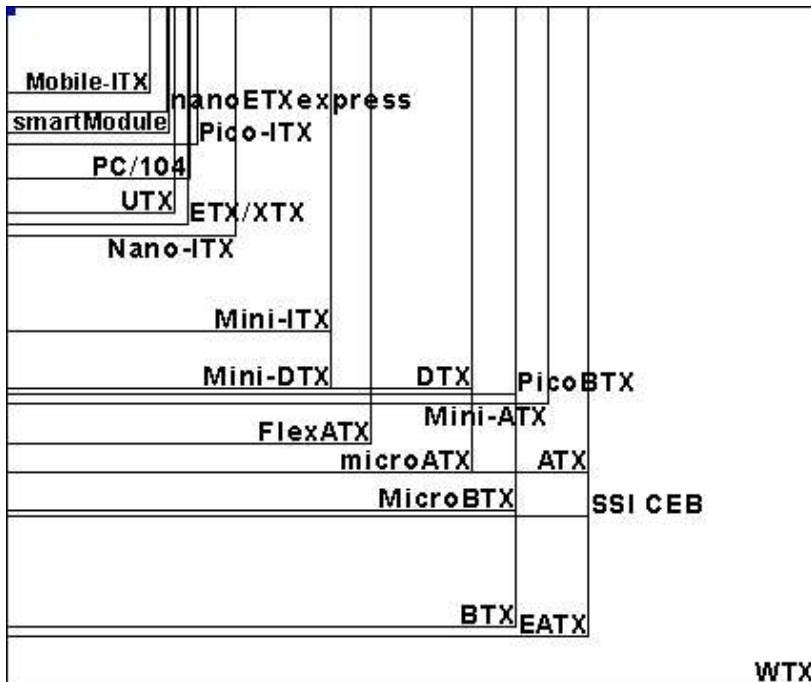 Mobile-ITX
nanoETXexpress
smartModule
Pico-ITX
PC/104
UTX
ETX/XTX
Nano-ITX
Mini-ITX
Mini-DTX
DTX
PicoBTX
Mini-ATX
FlexATX
microATX
ATX
MicroBTX
SSI CEB
BTX
EATX
WTX